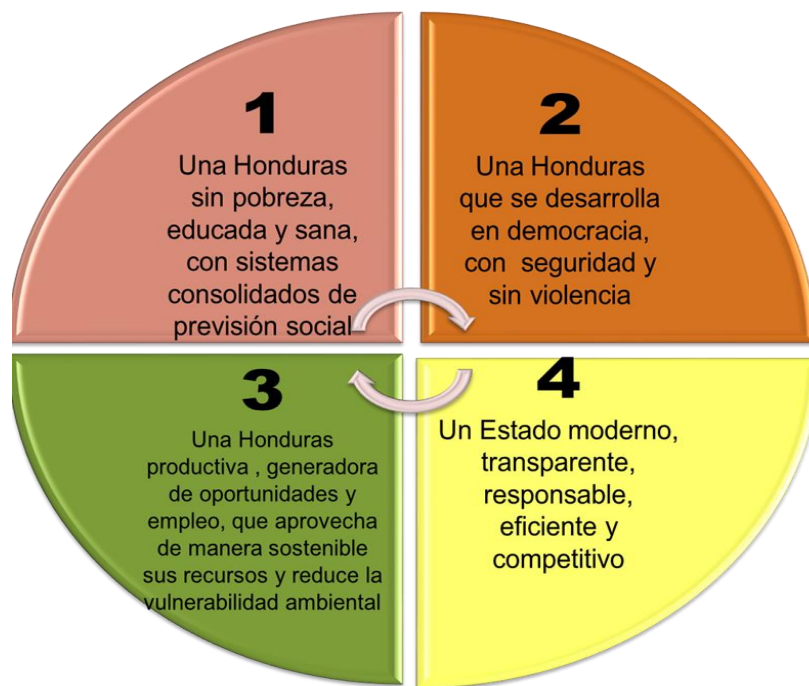 1
Una Honduras
sin pobreza,
educada y sana,
con sistemas
consolidados de
previsión social
2
Una Honduras
que se desarrolla
en democracia,
con seguridad y
sin violencia
3
Una Honduras
productiva , generadora
de oportunidades y
empleo, que aprovecha
de manera sostenible
sus recursos y reduce la
vulnerabilidad ambiental
4
Un Estado moderno,
transparente,
responsable,
eficiente y
competitivo